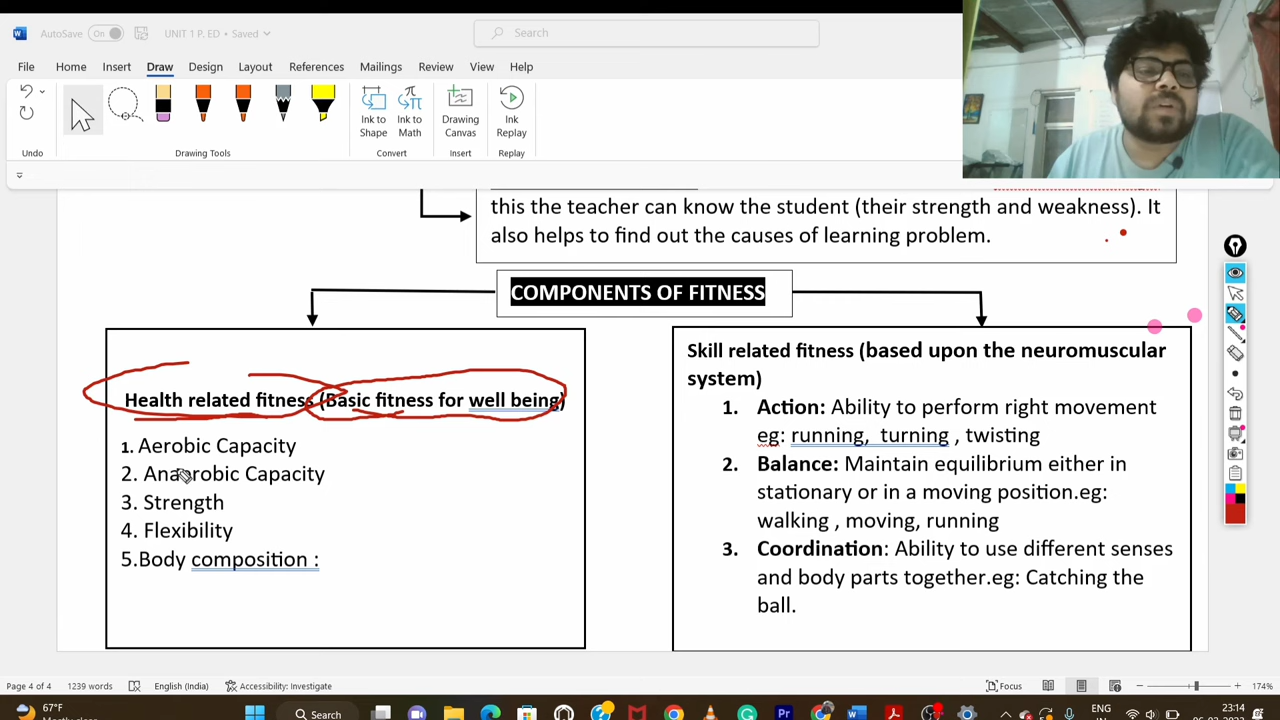 AutoSave On UNIT 1 P. ED • Saved Search
File Home Insert Draw Design Layout References Mailings Review View Help
Undo
Ink to Shape
Ink to Math
Drawing Canvas
Ink Replay
Drawing Tools Convert Insert Replay
this the teacher can know the student (their strength and weakness). It
also helps to find out the causes of learning problem.
COMPONENTS OF FITNESS
Health related fitness (Basic fitness for well being)
1. Aerobic Capacity
2. Anaerobic Capacity
3. Strength
4. Flexibility
5.Body composition :
Skill related fitness (based upon the neuromuscular
system)
1. Action: Ability to perform right movement
eg: running, turning , twisting
2. Balance: Maintain equilibrium either in
stationary or in a moving position.eg:
walking , moving, running
3. Coordination: Ability to use different senses
and body parts together.eg: Catching the
ball.
Page 4 of 4 1239 words English (India) Accessibility: Investigate Focus 174%
67°F Search ENG 23:14